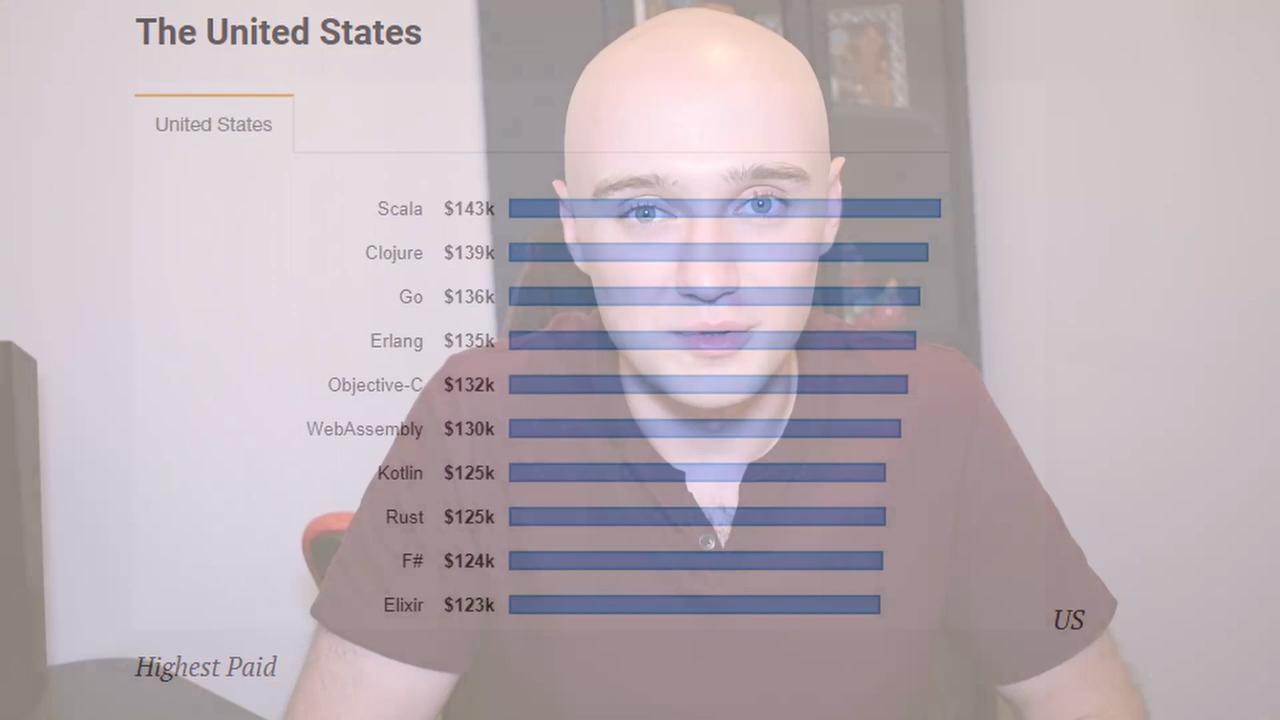 The United States
United States
Scala $143k
Clojure $139k
Go $136k
Erlang $135k
Objective-C $132k
WebAssembly $130k
Kotlin $125k
Rust $125k
F# $124k
Elixir $123k
US
Highest Paid